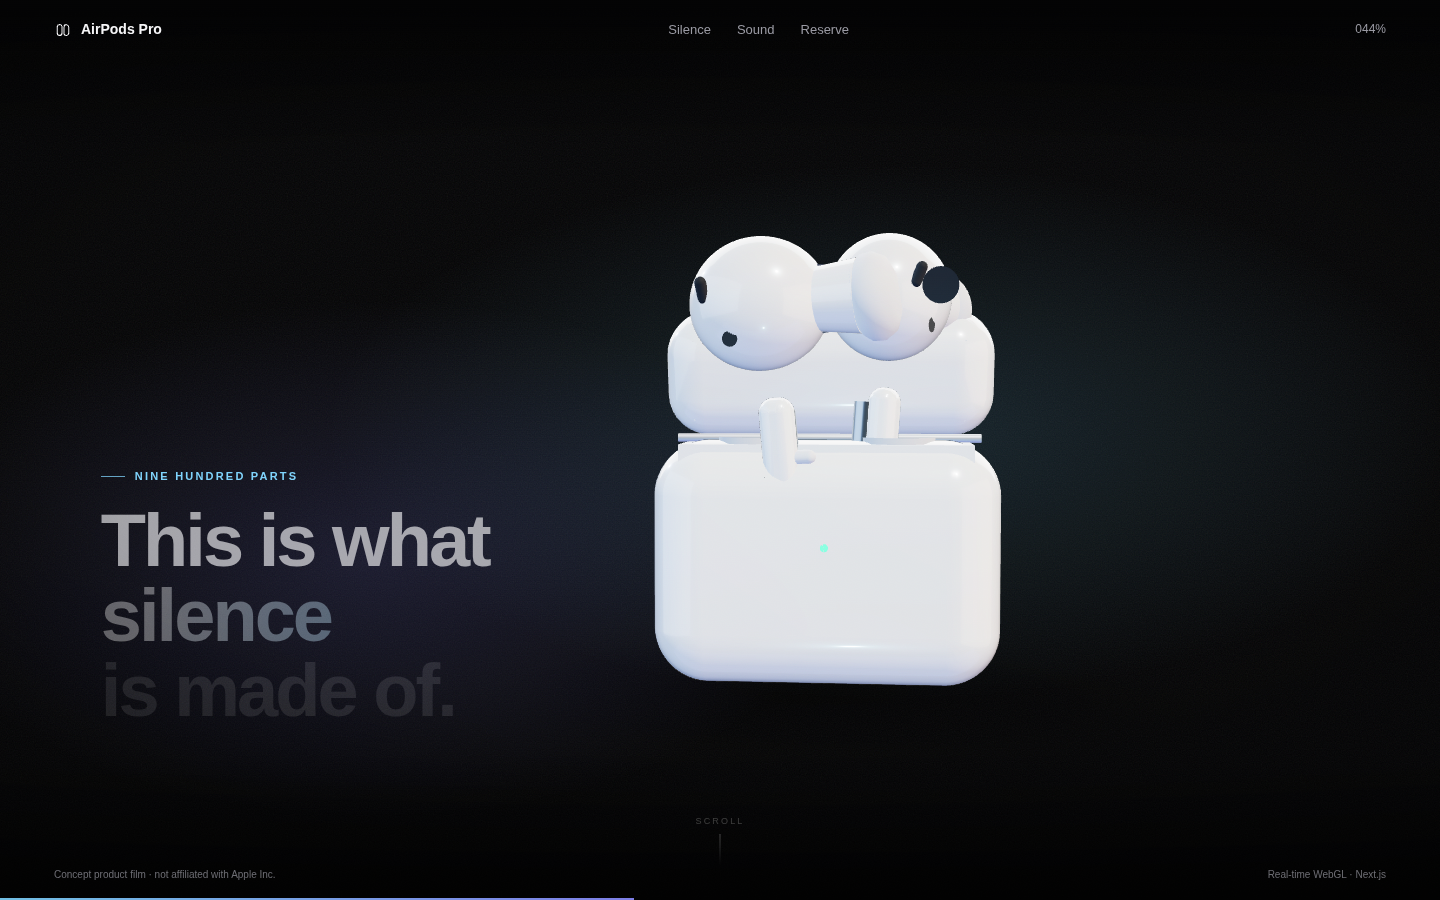 AirPods Pro
Silence
Sound
Reserve
044%
NINE HUNDRED PARTS
This is what
silence
is made of.
SCROLL
Concept product film · not affiliated with Apple Inc.
Real-time WebGL · Next.js